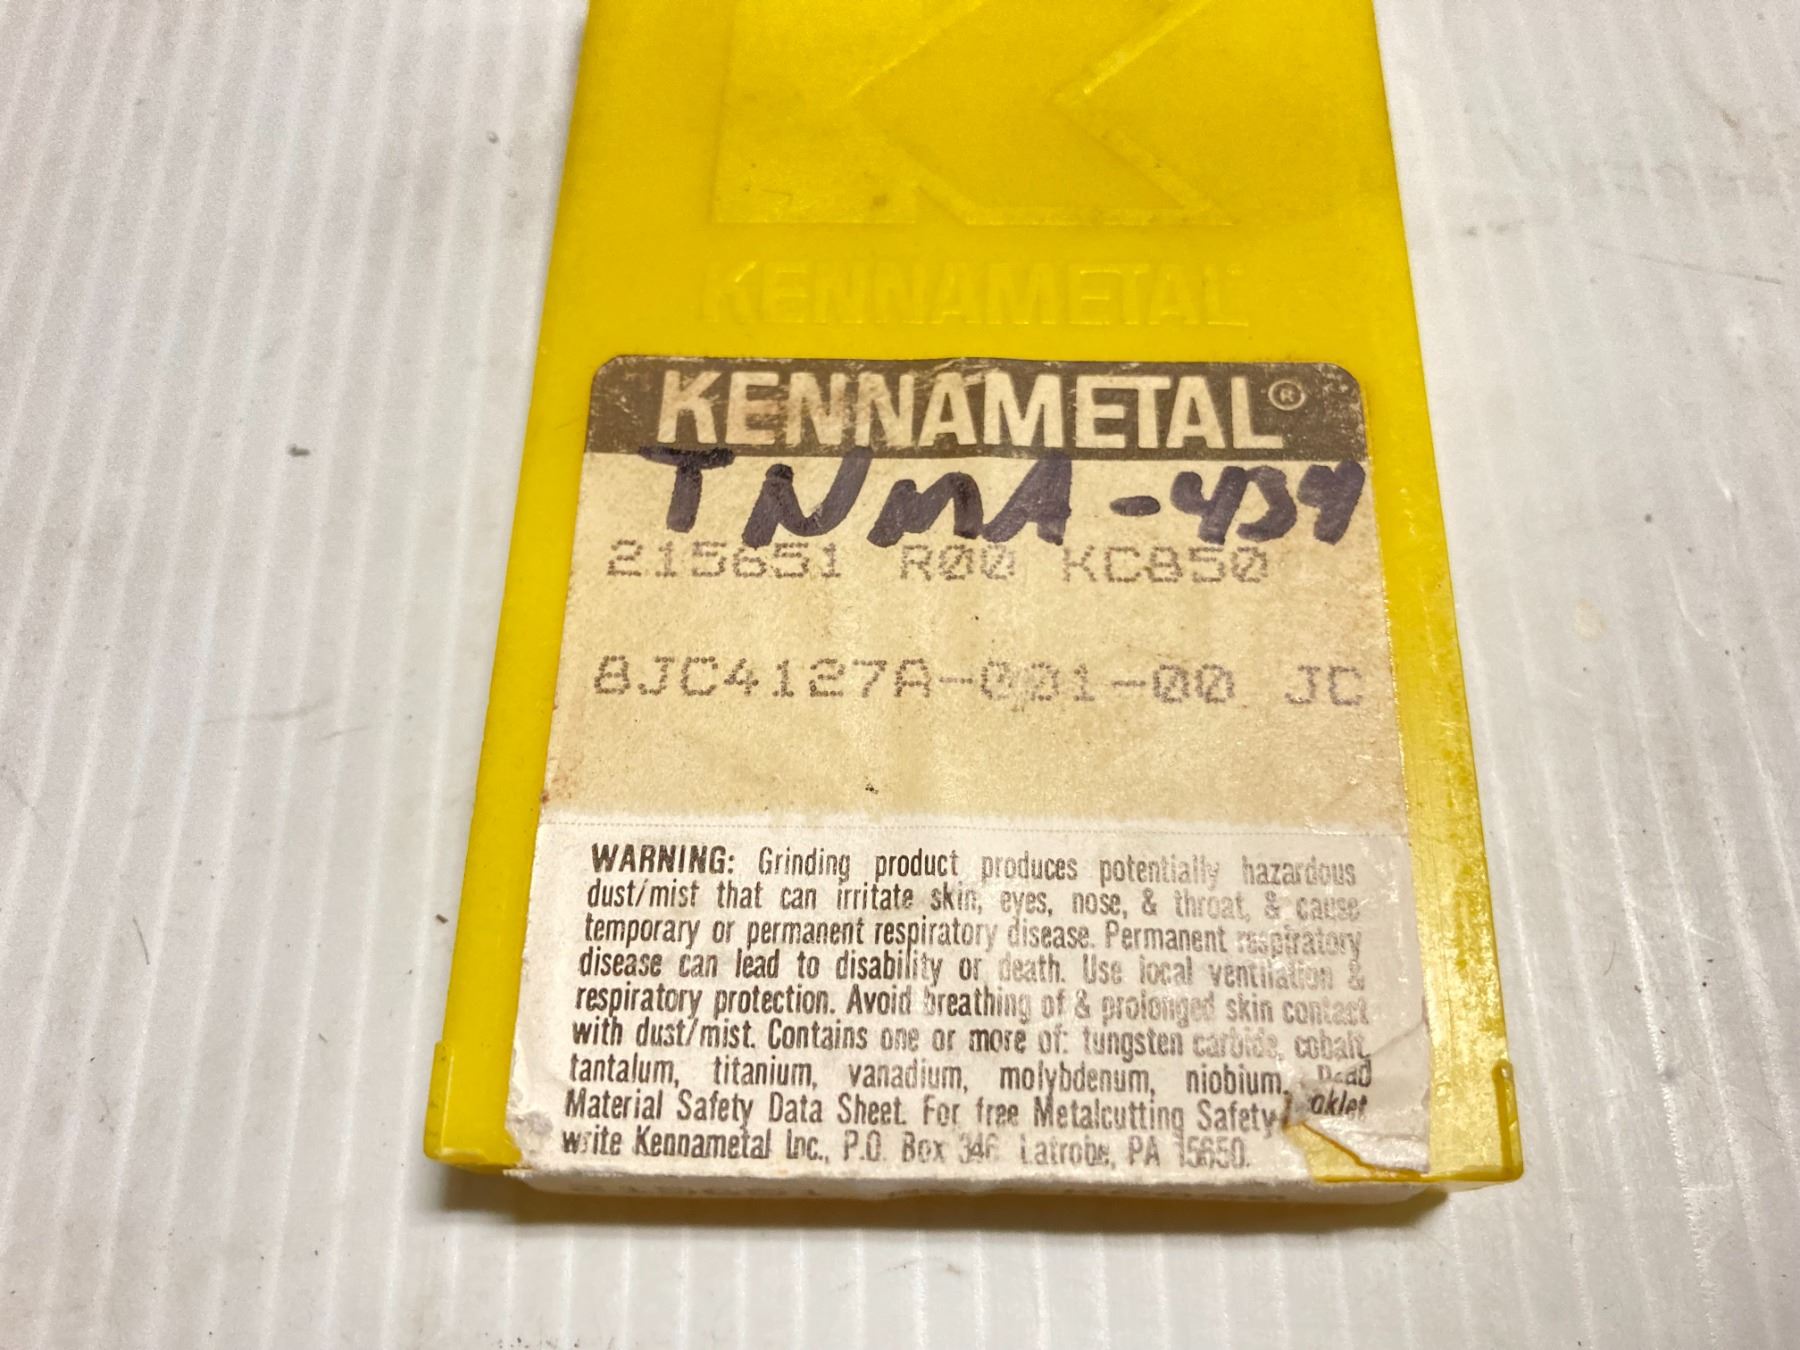 KENNAMETAL
KENNAMETAL®
TNMA-434
215651 R00 KC850
8JC4127A-001-00 JC
WARNING: Grinding product produces potentially hazardous
dust/mist that can irritate skin, eyes, nose, & throat, & cause
temporary or permanent respiratory disease. Permanent respiratory
disease can lead to disability or death. Use local ventilation &
respiratory protection. Avoid breathing of & prolonged skin contact
with dust/mist. Contains one or more of: tungsten carbide, cobalt,
tantalum, titanium, vanadium, molybdenum, niobium.
Material Safety Data Sheet. For free Metalcutting Safety
write Kennametal Inc., P.O. Box 346 Latrobe, PA 15650.